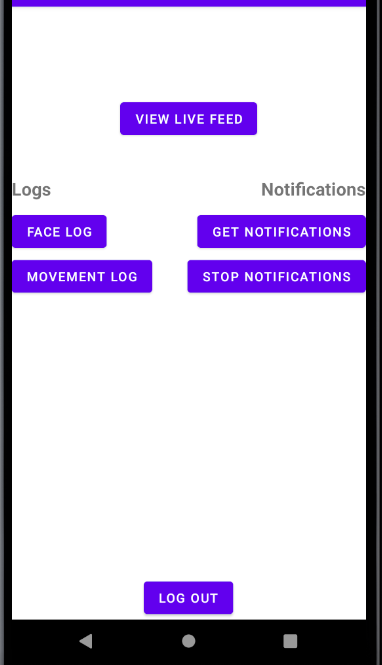 VIEW LIVE FEED
Logs Notifications
FACE LOG GET NOTIFICATIONS
MOVEMENT LOG STOP NOTIFICATIONS
LOG OUT